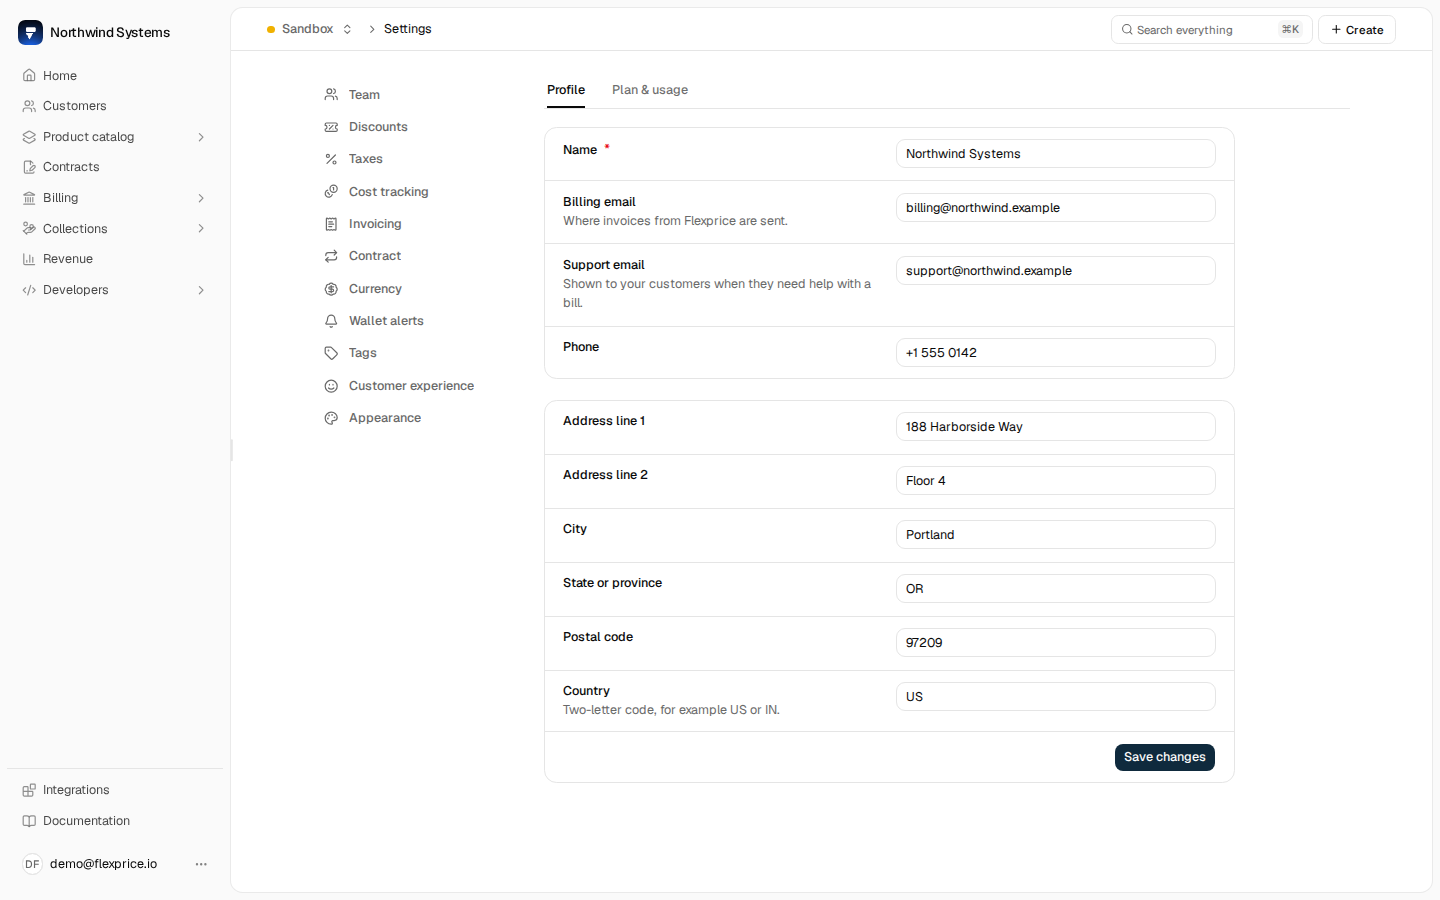 Northwind Systems
Home
Customers
Product catalog
Contracts
Billing
Collections
Revenue
Developers
Integrations
Documentation
DF demo@flexprice.io
Sandbox
Settings
Search everything ⌘K
+ Create
Team
Discounts
Taxes
Cost tracking
Invoicing
Contract
Currency
Wallet alerts
Tags
Customer experience
Appearance
Profile Plan & usage
Name * Northwind Systems
Billing email billing@northwind.example
Where invoices from Flexprice are sent.
Support email support@northwind.example
Shown to your customers when they need help with a
bill.
Phone +1 555 0142
Address line 1 188 Harborside Way
Address line 2 Floor 4
City Portland
State or province OR
Postal code 97209
Country US
Two-letter code, for example US or IN.
Save changes